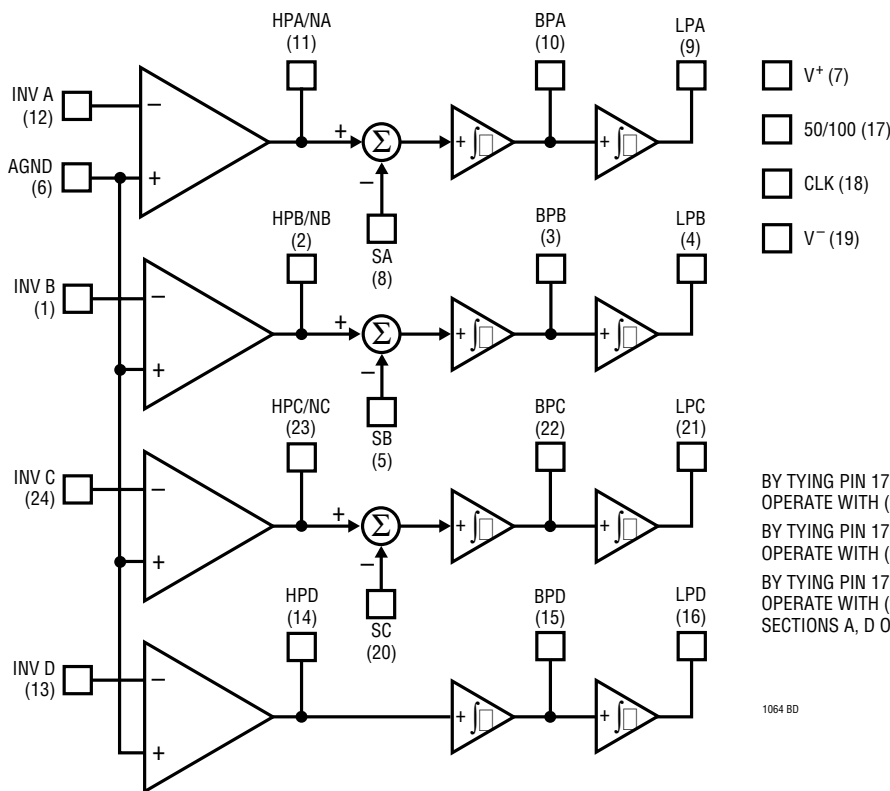 HPA/NA
(11)
BPA
(10)
LPA
(9)
INV A
(12)
−
+
Σ
+ ∫
+ ∫
AGND
(6)
+
−
SA
(8)
V+ (7)
50/100 (17)
CLK (18)
V− (19)
HPB/NB
(2)
BPB
(3)
LPB
(4)
INV B
(1)
−
+
Σ
+ ∫
+ ∫
+
−
SB
(5)
HPC/NC
(23)
BPC
(22)
LPC
(21)
INV C
(24)
−
+
Σ
+ ∫
+ ∫
+
−
SC
(20)
HPD
(14)
BPD
(15)
LPD
(16)
INV D
(13)
−
+ ∫
+ ∫
+
BY TYING PIN 17
OPERATE WITH (
BY TYING PIN 17
OPERATE WITH (
BY TYING PIN 17
OPERATE WITH (
SECTIONS A, D O
1064 BD